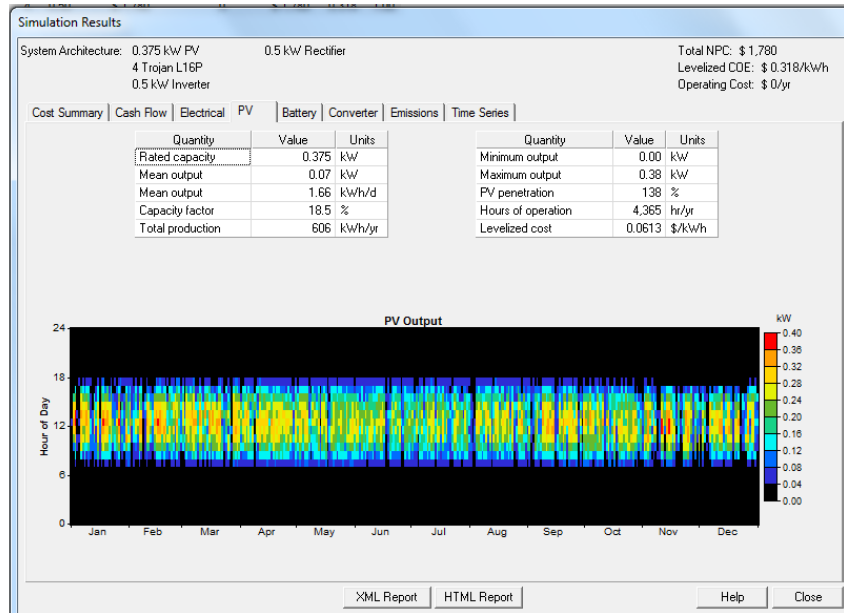 Simulation Results
System Architecture: 0.375 kW PV 0.5 kW Rectifier
4 Trojan L16P
0.5 kW Inverter
Total NPC: $ 1,780
Levelized COE: $ 0.318/kWh
Operating Cost: $ 0/yr
Cost Summary Cash Flow Electrical PV Battery Converter Emissions Time Series
Quantity Value Units
Rated capacity 0.375 kW
Mean output 0.07 kW
Mean output 1.66 kWh/d
Capacity factor 18.5 %
Total production 606 kWh/yr
Quantity Value Units
Minimum output 0.00 kW
Maximum output 0.38 kW
PV penetration 138 %
Hours of operation 4,365 hr/yr
Levelized cost 0.0613 $/kWh
PV Output
Hour of Day
24
18
12
6
0
Jan Feb Mar Apr May Jun Jul Aug Sep Oct Nov Dec
kW
0.40
0.36
0.32
0.28
0.24
0.20
0.16
0.12
0.08
0.04
0.00
XML Report HTML Report Help Close